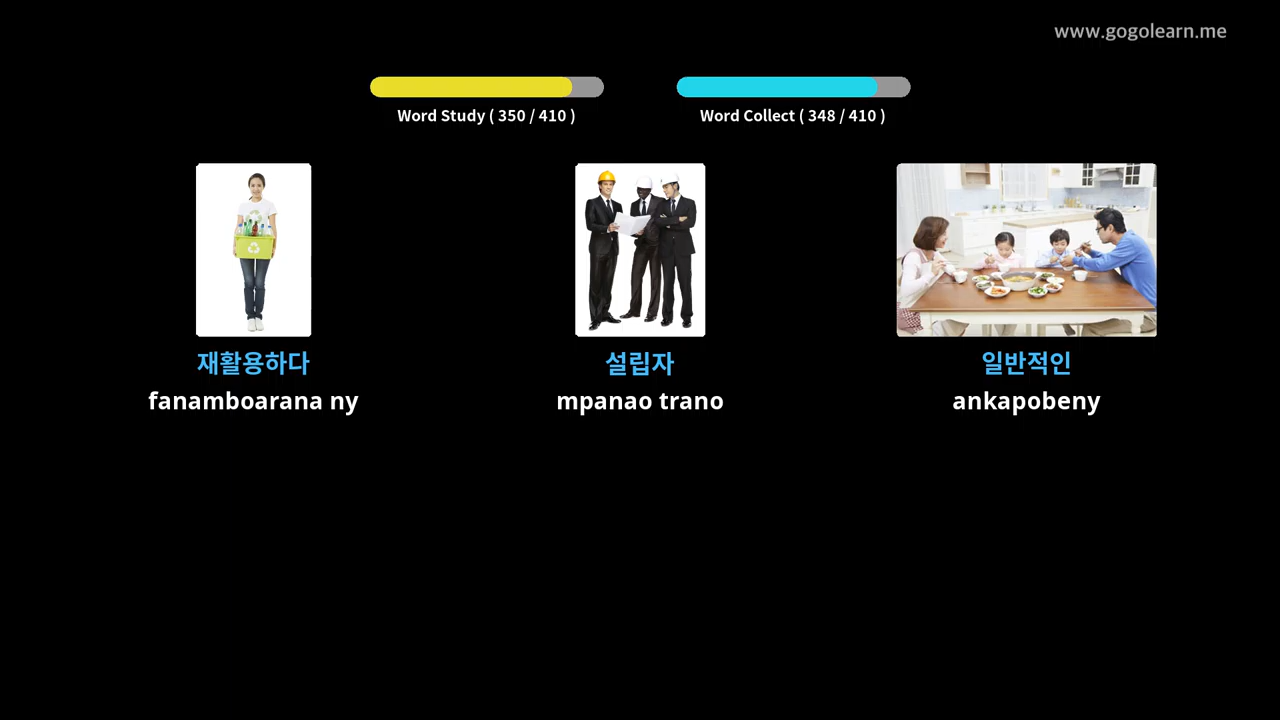 www.gogolearn.me
Word Study ( 350 / 410 )
Word Collect ( 348 / 410 )
재활용하다
fanamboarana ny
설립자
mpanao trano
일반적인
ankapobeny